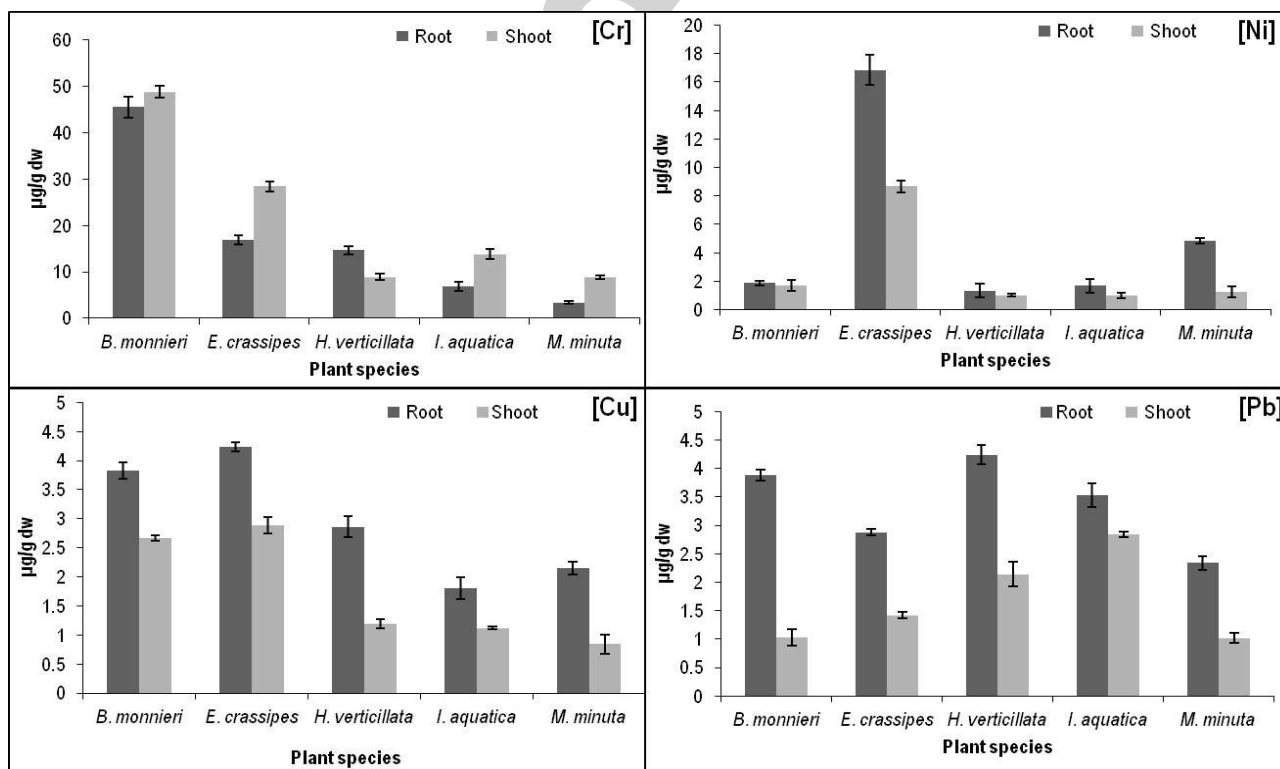 [Cr]
Root Shoot
60
50
40
30
20
10
0
µg/g dw
B. monnieri E. crassipes H. verticillata I. aquatica M. minuta
Plant species
[Ni]
Root Shoot
20
18
16
14
12
10
8
6
4
2
0
µg/g dw
B. monnieri E. crassipes H. verticillata I. aquatica M. minuta
Plant species
[Cu]
Root Shoot
5
4.5
4
3.5
3
2.5
2
1.5
1
0.5
0
µg/g dw
B. monnieri E. crassipes H. verticillata I. aquatica M. minuta
Plant species
[Pb]
Root Shoot
5
4.5
4
3.5
3
2.5
2
1.5
1
0.5
0
µg/g dw
B. monnieri E. crassipes H. verticillata I. aquatica M. minuta
Plant species